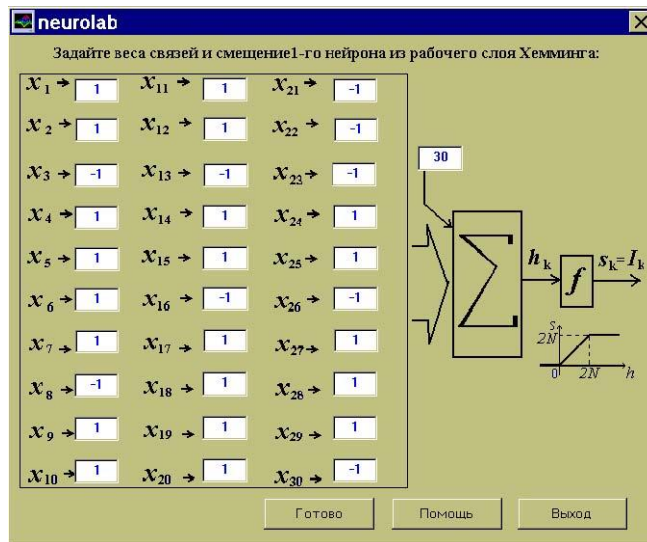 neurolab
Задайте веса связей и смещение1-го нейрона из рабочего слоя Хемминга:
x1 → 1 x11 → 1 x21 → -1
x2 → 1 x12 → 1 x22 → -1
x3 → -1 x13 → -1 x23 → -1
x4 → 1 x14 → 1 x24 → 1
x5 → 1 x15 → 1 x25 → 1
x6 → 1 x16 → -1 x26 → -1
x7 → 1 x17 → 1 x27 → 1
x8 → -1 x18 → 1 x28 → 1
x9 → 1 x19 → 1 x29 → 1
x10 → 1 x20 → 1 x30 → -1
30
∑ hk f sk=Ik
S
2N
0 2N h
Готово Помощь Выход